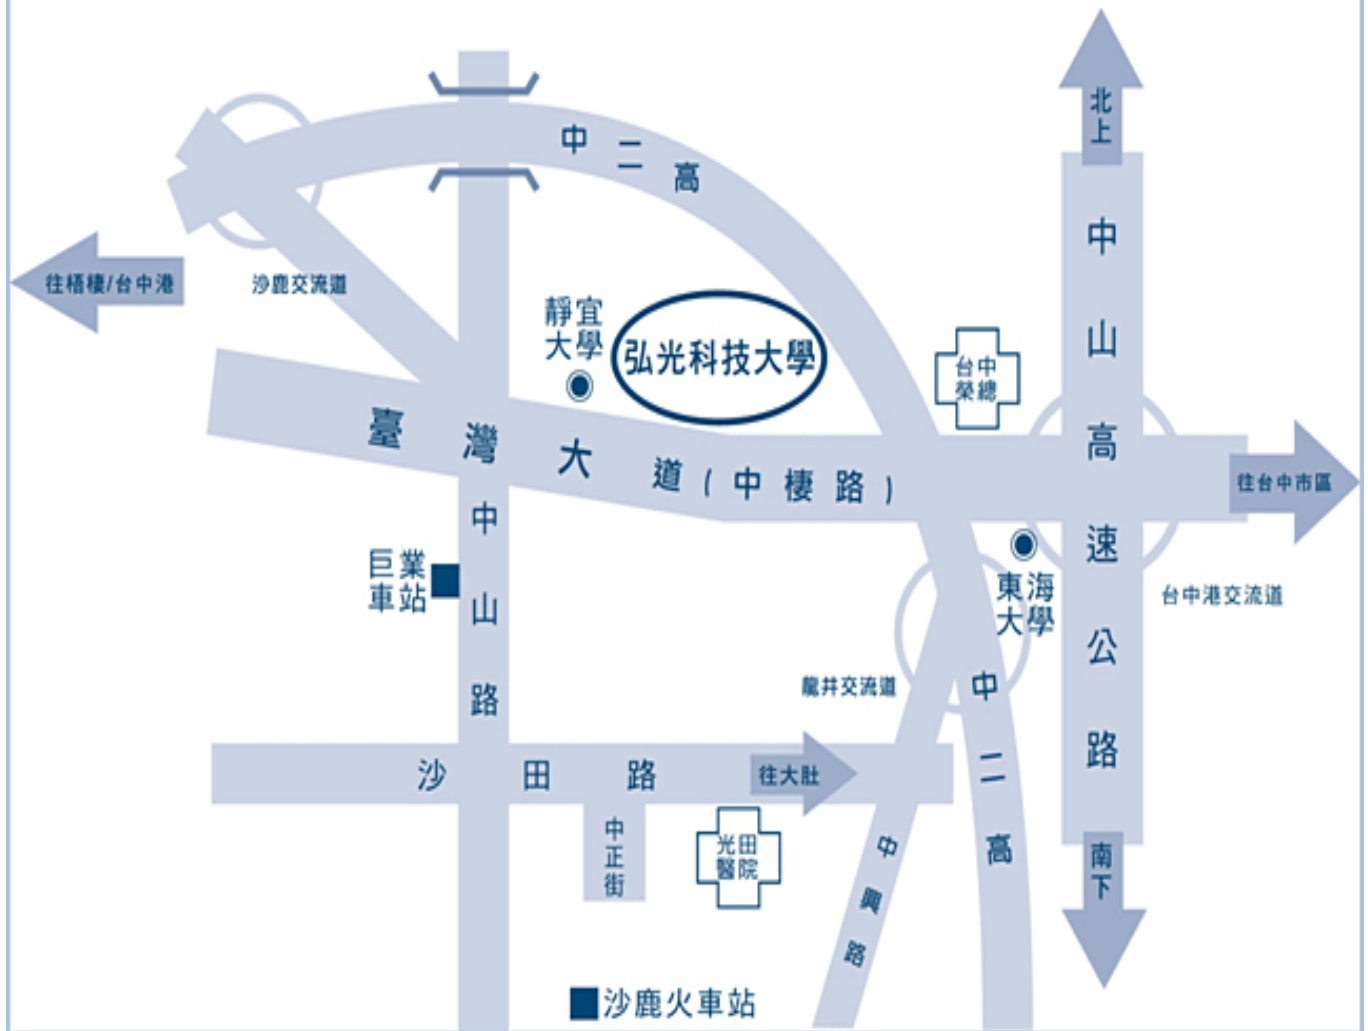 北上
中二高
中山高速公路
往梧棲/台中港
沙鹿交流道
靜宜
大學
弘光科技大學
台中
榮總
臺灣大道(中棲路)
往台中市區
中山路
巨業
車站
東海
大學
台中港交流道
龍井交流道
中二高
沙田路
往大肚
中正街
光田
醫院
中興路
南下
沙鹿火車站